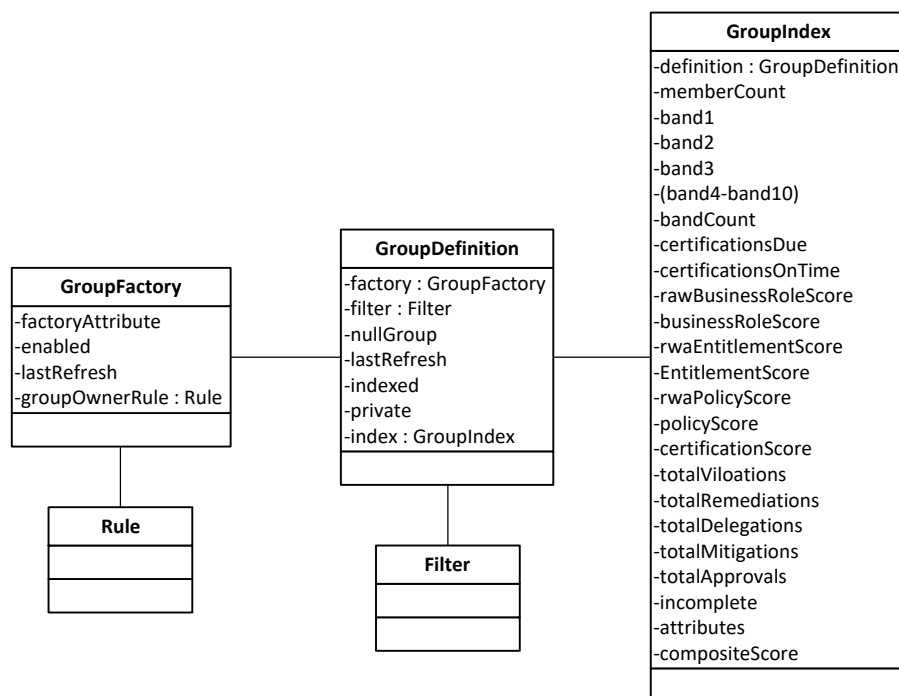 GroupIndex
-definition : GroupDefinition
-memberCount
-band1
-band2
-band3
-(band4-band10)
-bandCount
-certificationsDue
-certificationsOnTime
-rawBusinessRoleScore
-businessRoleScore
-rwaEntitlementScore
-EntitlementScore
-rwaPolicyScore
-policyScore
-certificationScore
-totalViloations
-totalRemediations
-totalDelegations
-totalMitigations
-totalApprovals
-incomplete
-attributes
-compositeScore
GroupDefinition
-factory : GroupFactory
-filter : Filter
-nullGroup
-lastRefresh
-indexed
-private
-index : GroupIndex
GroupFactory
-factoryAttribute
-enabled
-lastRefresh
-groupOwnerRule : Rule
Rule
Filter